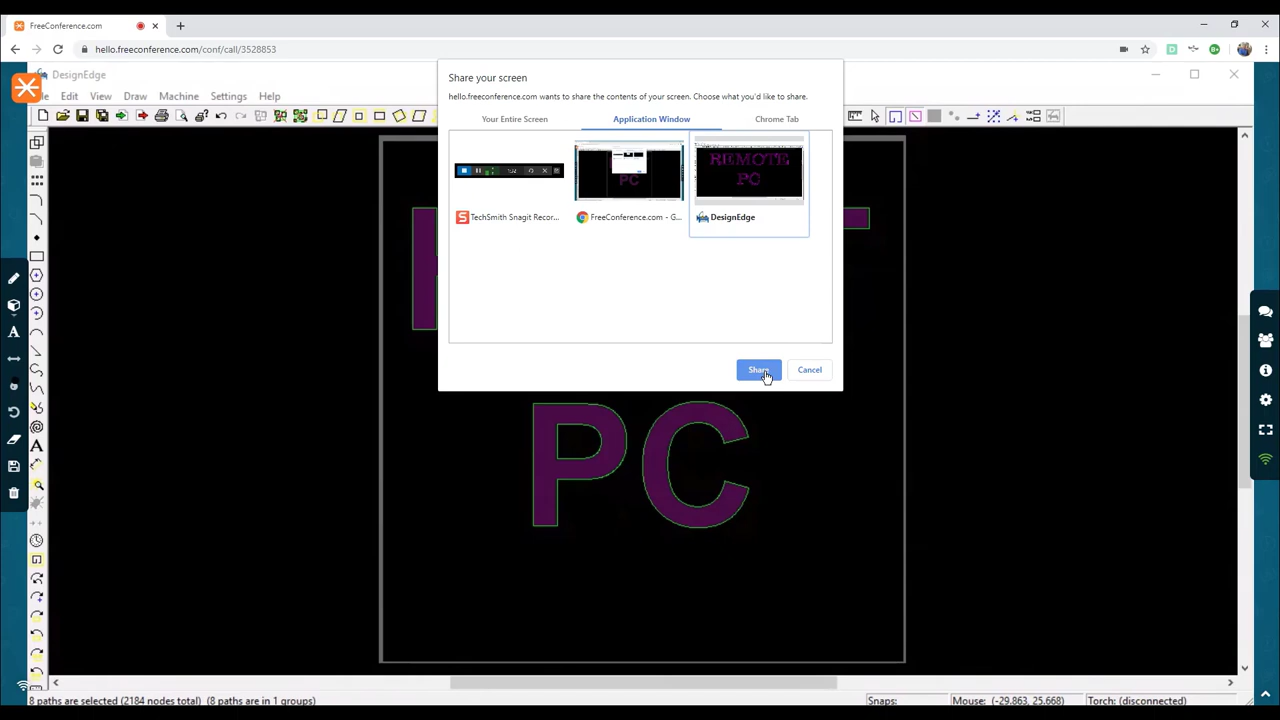 FreeConference.com
hello.freeconference.com/conf/call/3528853
DesignEdge
Edit View Draw Machine Settings Help
Share your screen
hello.freeconference.com wants to share the contents of your screen. Choose what you'd like to share.
Your Entire Screen Application Window Chrome Tab
REMOTE
PC
PC
TechSmith Snagit Recor... FreeConference.com - G... DesignEdge
Share Cancel
PC
8 paths are selected (2184 nodes total) (8 paths are in 1 groups) Snaps: Mouse: (-29.863, 25.668) Torch: (disconnected)